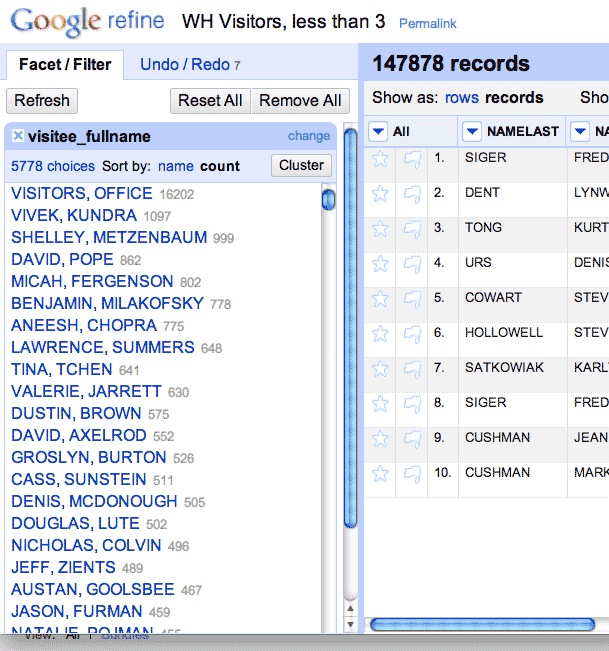 Google refine WH Visitors, less than 3 Permalink
Facet / Filter Undo / Redo 7
Refresh Reset All Remove All
visitee_fullname change
5778 choices Sort by: name count Cluster
VISITORS, OFFICE 16202
VIVEK, KUNDRA 1097
SHELLEY, METZENBAUM 999
DAVID, POPE 862
MICAH, FERGENSON 802
BENJAMIN, MILAKOFSKY 778
ANEESH, CHOPRA 775
LAWRENCE, SUMMERS 648
TINA, TCHEN 641
VALERIE, JARRETT 630
DUSTIN, BROWN 575
DAVID, AXELROD 552
GROSLYN, BURTON 526
CASS, SUNSTEIN 511
DENIS, MCDONOUGH 505
DOUGLAS, LUTE 502
NICHOLAS, COLVIN 496
JEFF, ZIENTS 489
AUSTAN, GOOLSBEE 467
JASON, FURMAN 459
NATALIE, BOJMAN 455
147878 records
Show as: rows records Sho
All NAMELAST NA
1. SIGER FRED
2. DENT LYNW
3. TONG KURT
4. URS DENIS
5. COWART STEV
6. HOLLOWELL STEV
7. SATKOWIAK KARL
8. SIGER FRED
9. CUSHMAN JEAN
10. CUSHMAN MARK